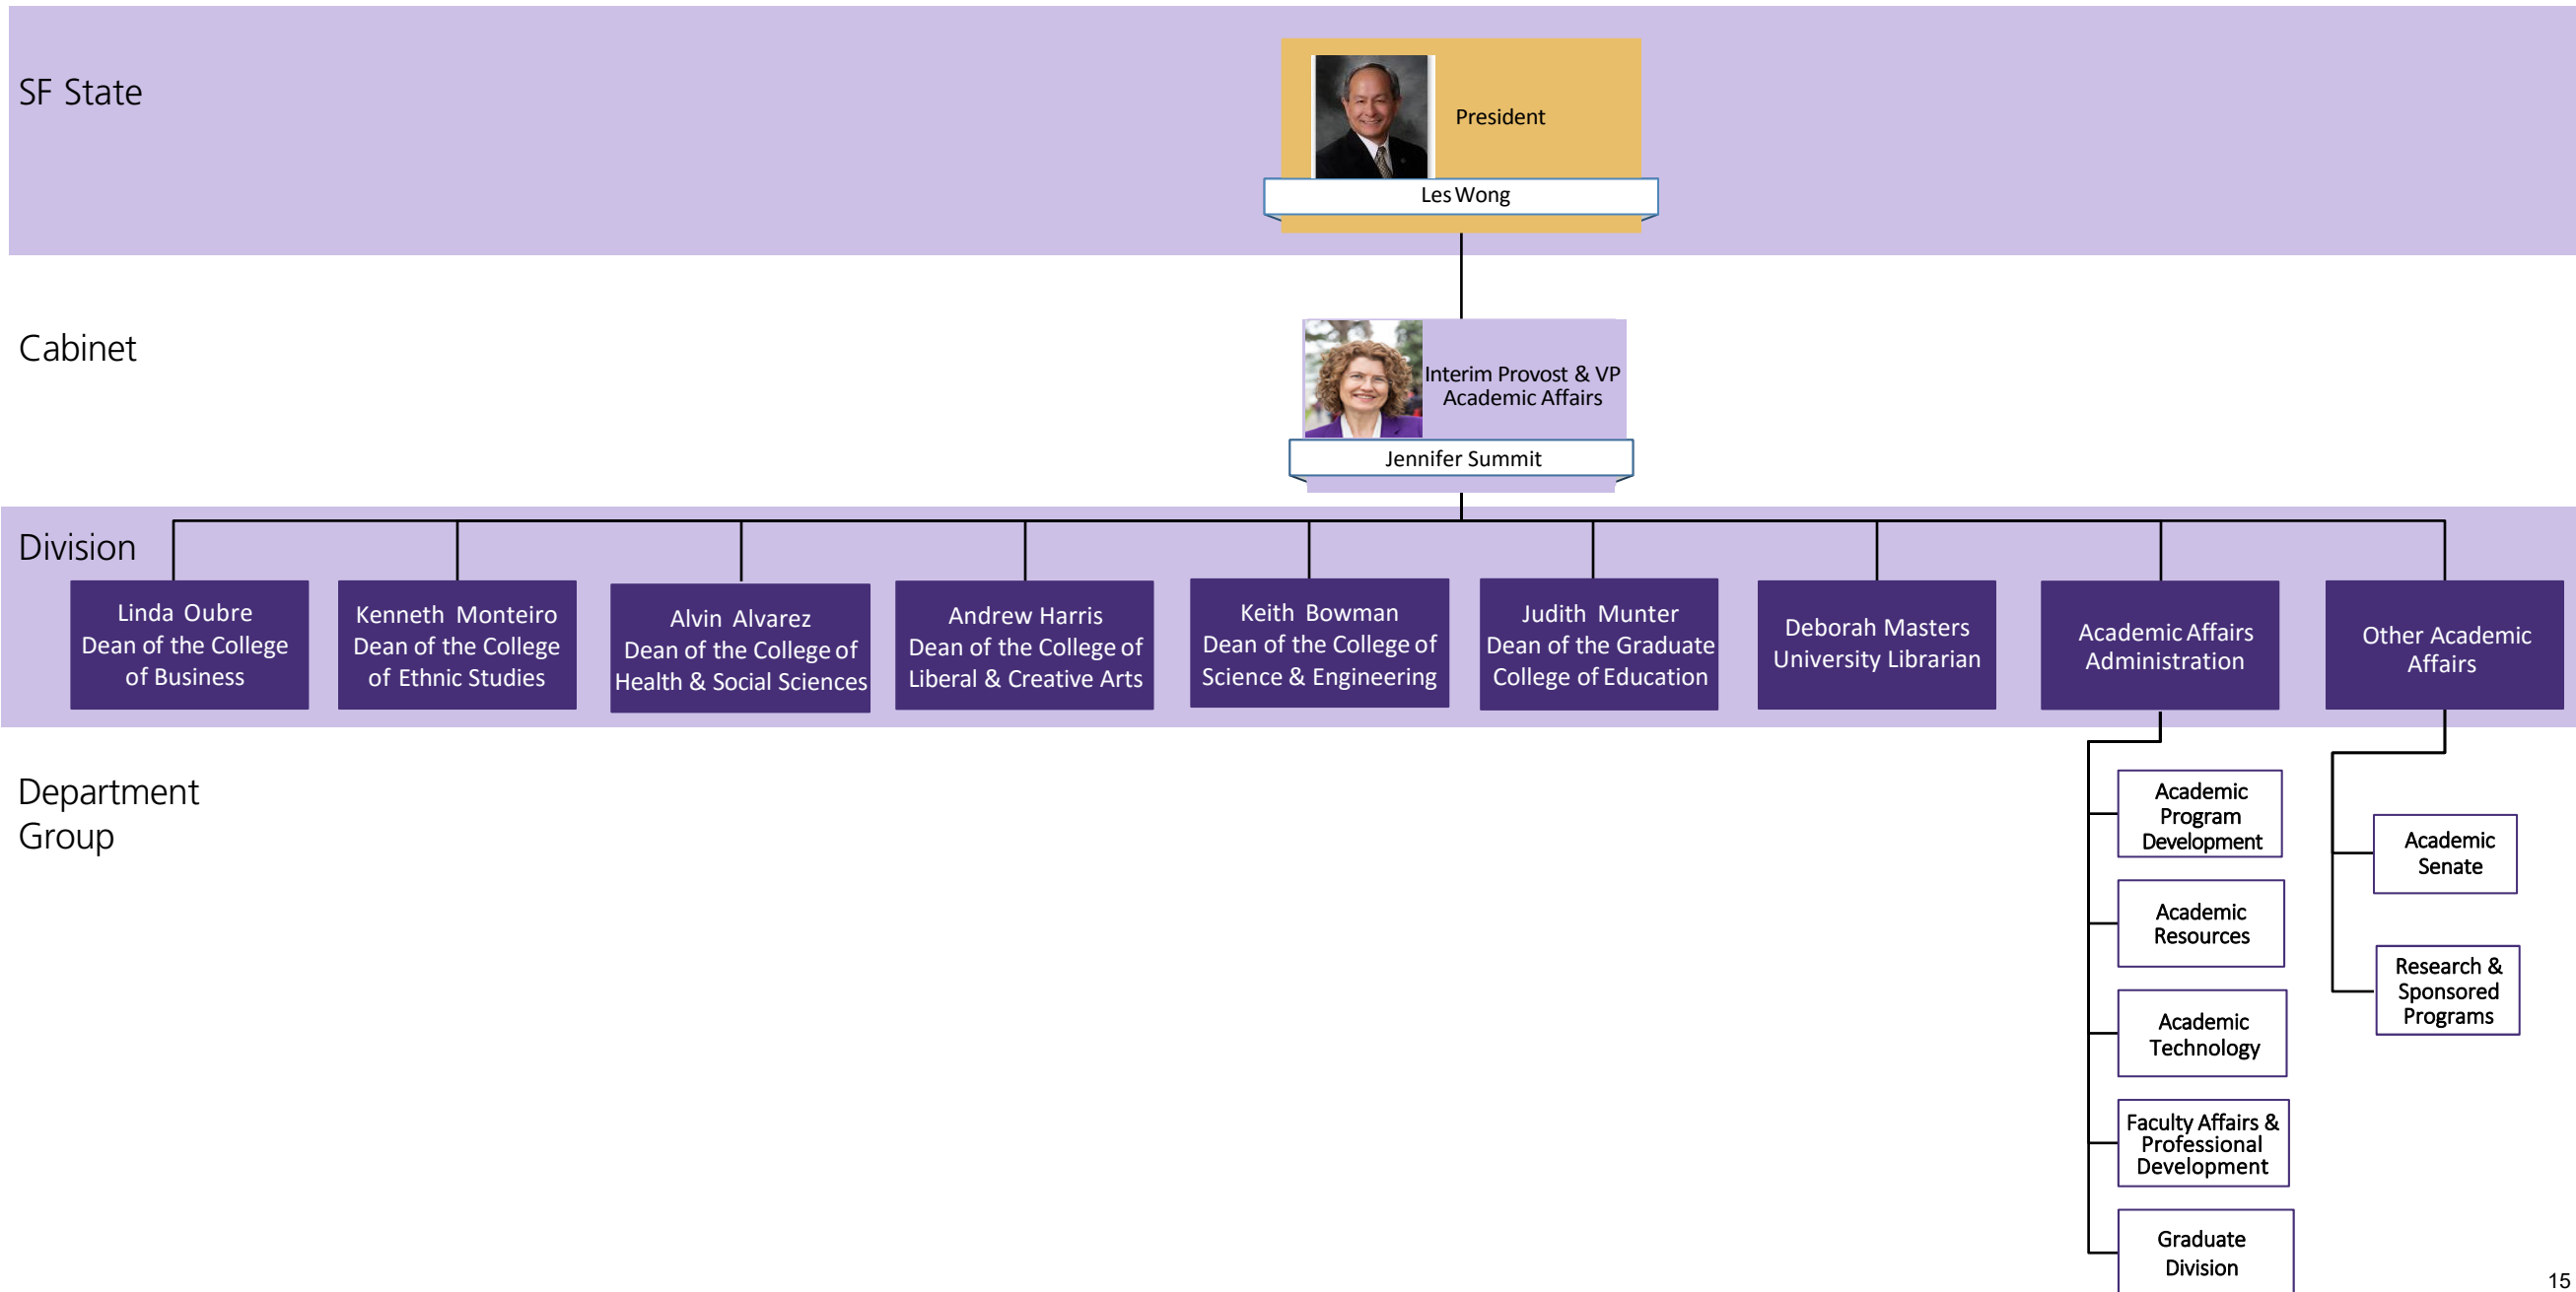 SF State
President
Les Wong
Cabinet
Interim Provost & VP
Academic Affairs
Jennifer Summit
Division
Linda Oubre
Dean of the College
of Business
Kenneth Monteiro
Dean of the College
of Ethnic Studies
Alvin Alvarez
Dean of the College of
Health & Social Sciences
Andrew Harris
Dean of the College of
Liberal & Creative Arts
Keith Bowman
Dean of the College of
Science & Engineering
Judith Munter
Dean of the Graduate
College of Education
Deborah Masters
University Librarian
Academic Affairs
Administration
Other Academic
Affairs
Department
Group
Academic
Program
Development
Academic
Resources
Academic
Technology
Faculty Affairs &
Professional
Development
Graduate
Division
Academic
Senate
Research &
Sponsored
Programs
15